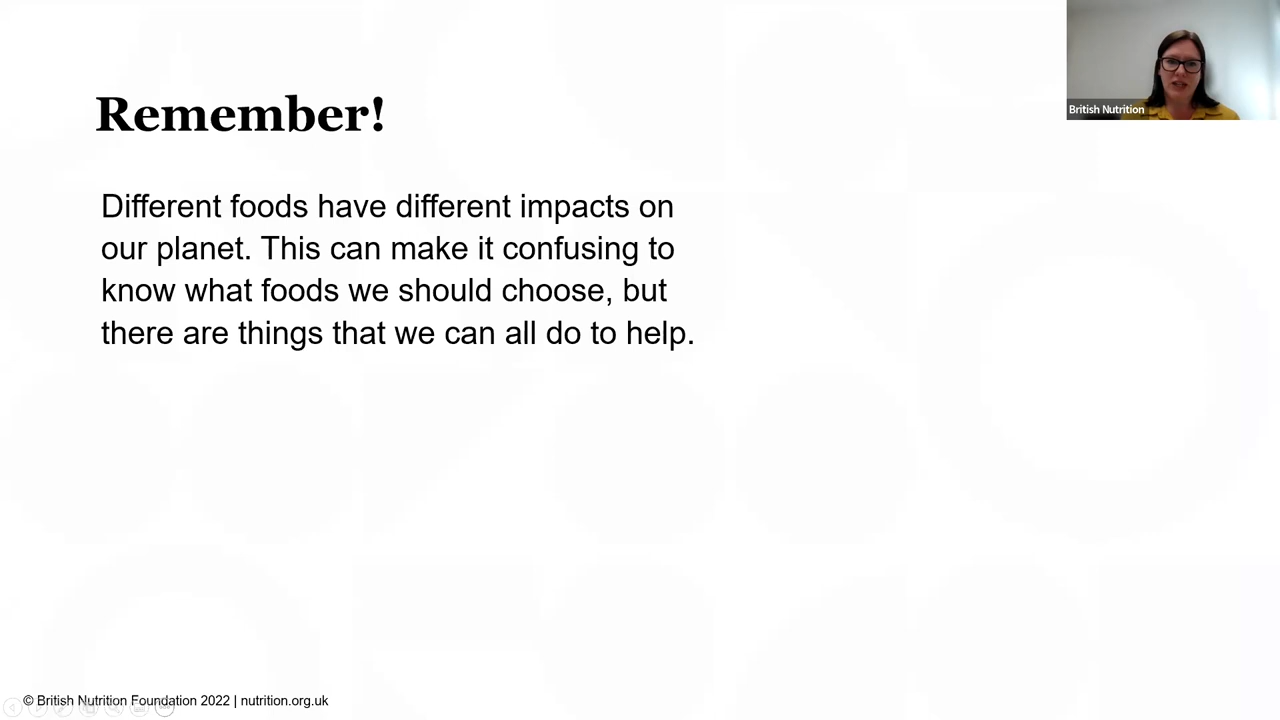 Remember!
British Nutrition
Different foods have different impacts on
our planet. This can make it confusing to
know what foods we should choose, but
there are things that we can all do to help.
© British Nutrition Foundation 2022 | nutrition.org.uk